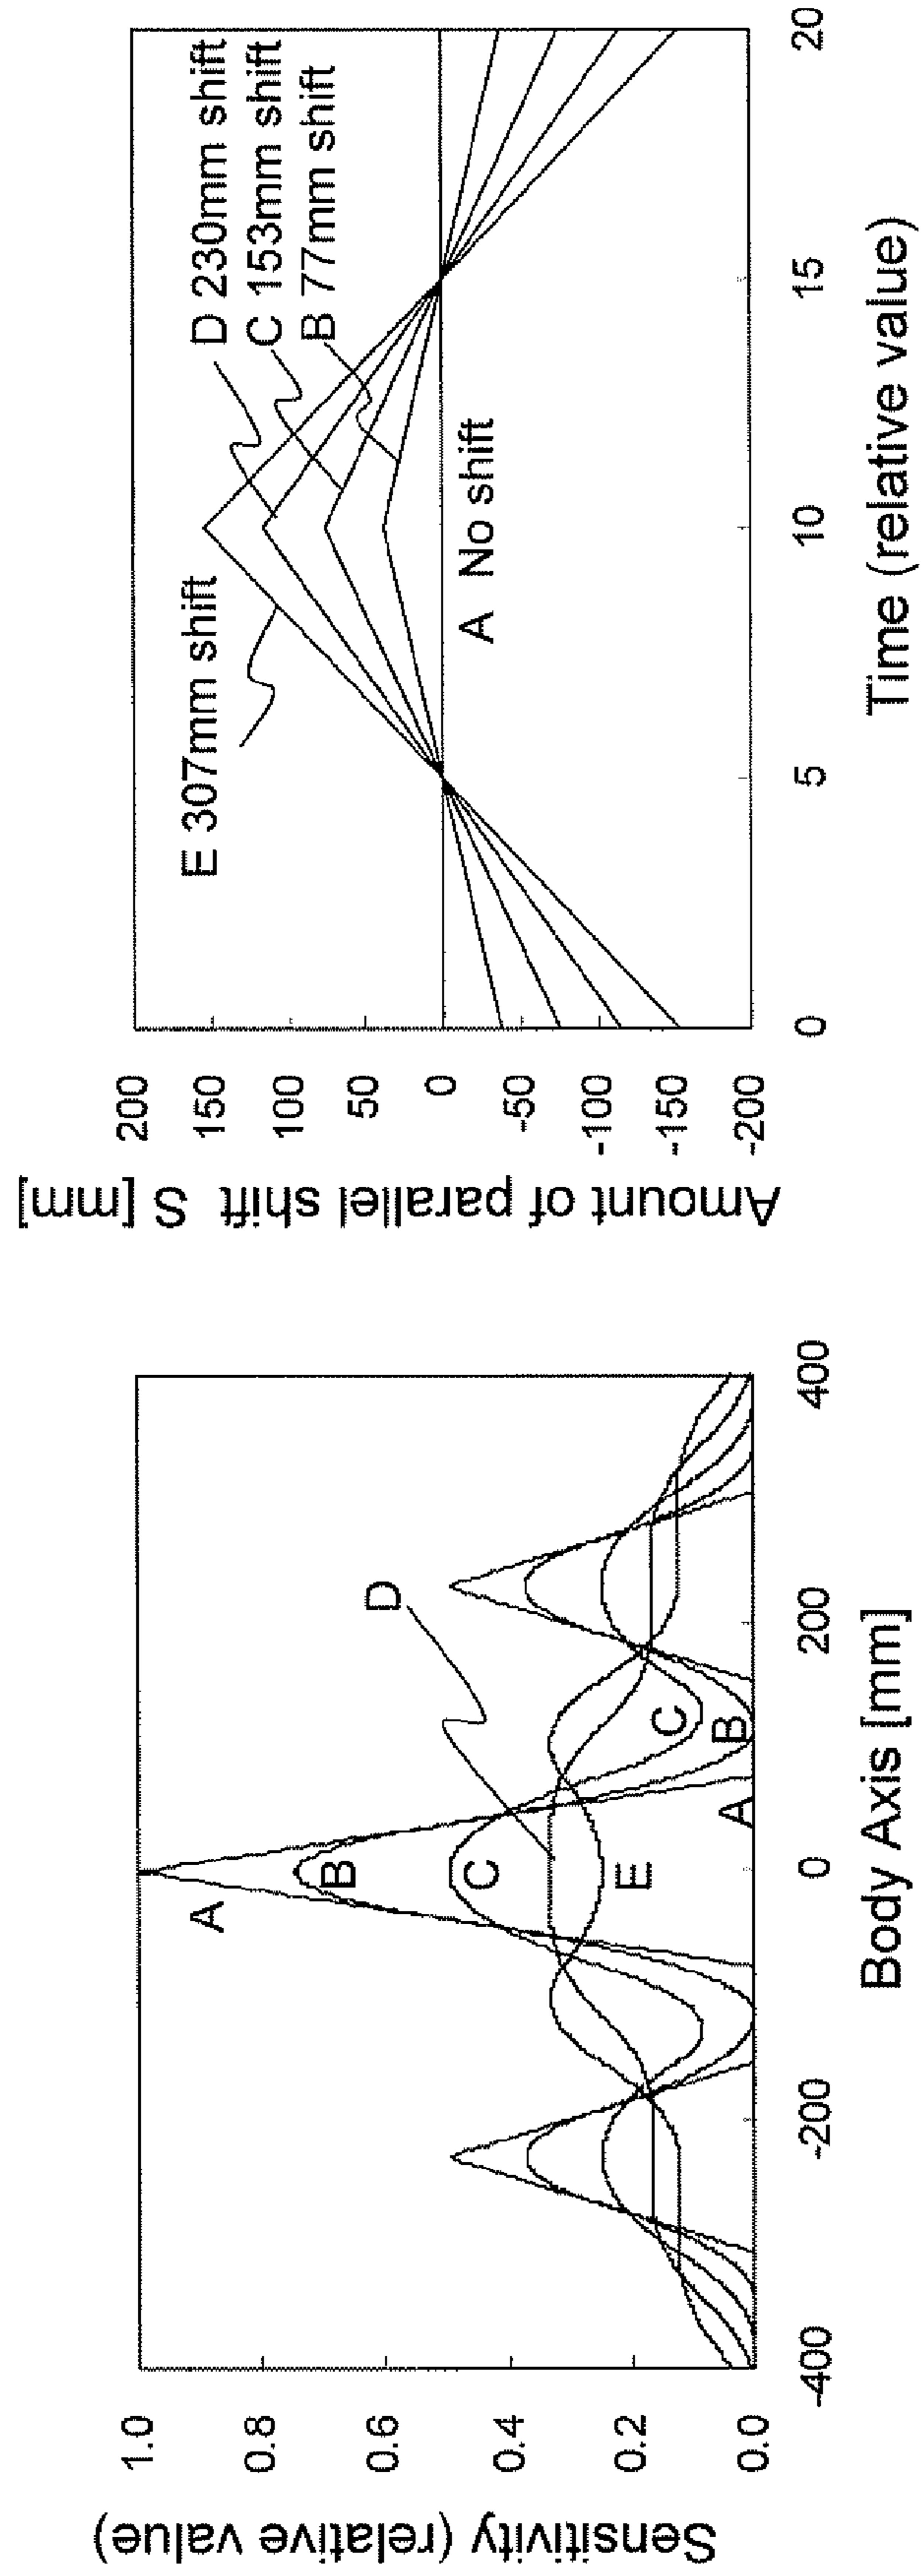 Sensitivity (relative value)
1.0
0.8
0.6
0.4
0.2
0.0
-400
-200
0
200
400
Body Axis [mm]
A
B
C
D
E
A
B
C
Amount of parallel shift S [mm]
200
150
100
50
0
-50
-100
-150
-200
0
5
10
15
20
Time (relative value)
E 307mm shift
D 230mm shift
C 153mm shift
B 77mm shift
A No shift